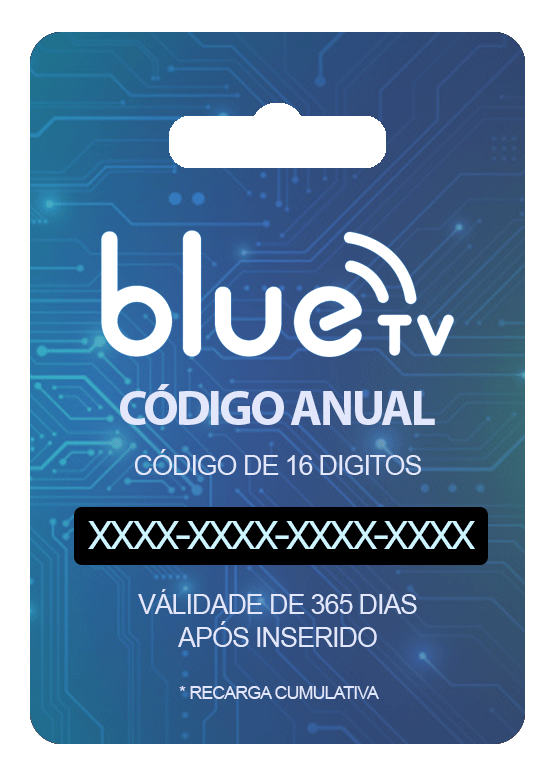 blue TV
CÓDIGO ANUAL
CÓDIGO DE 16 DIGITOS
XXXX-XXXX-XXXX-XXXX
VÁLIDADE DE 365 DIAS
APÓS INSERIDO
* RECARGA CUMULATIVA